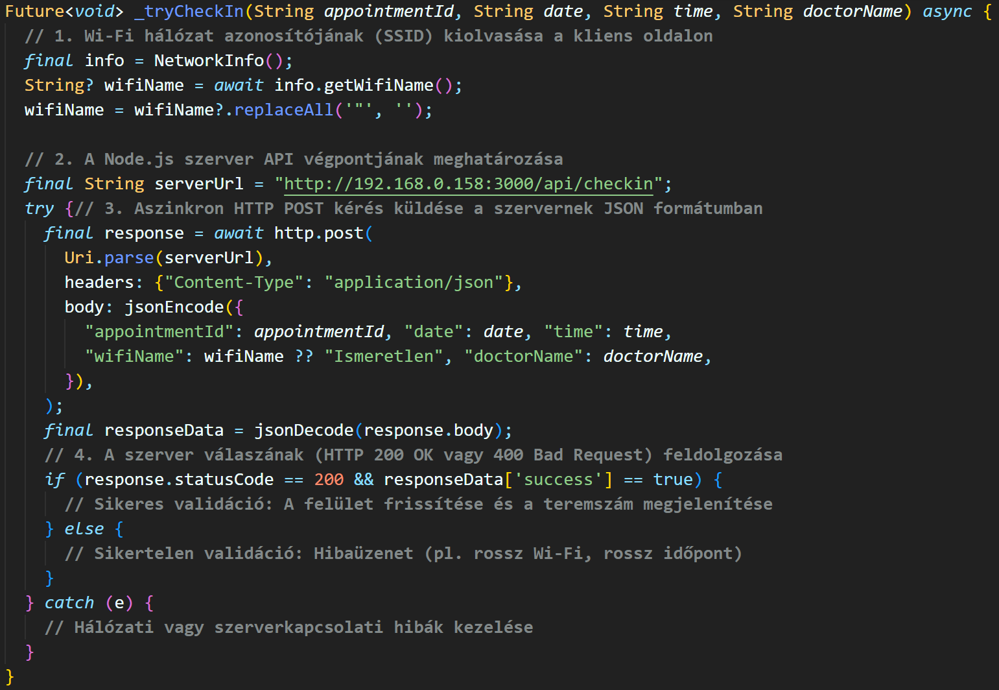 Future<void> _tryCheckIn(String appointmentId, String date, String time, String doctorName) async {
  // 1. Wi-Fi hálózat azonosítójának (SSID) kiolvasása a kliens oldalon
  final info = NetworkInfo();
  String? wifiName = await info.getWifiName();
  wifiName = wifiName?.replaceAll('"', '');

  // 2. A Node.js szerver API végpontjának meghatározása
  final String serverUrl = "http://192.168.0.158:3000/api/checkin";
  try {// 3. Aszinkron HTTP POST kérés küldése a szervernek JSON formátumban
    final response = await http.post(
      Uri.parse(serverUrl),
      headers: {"Content-Type": "application/json"},
      body: jsonEncode({
        "appointmentId": appointmentId, "date": date, "time": time,
        "wifiName": wifiName ?? "Ismeretlen", "doctorName": doctorName,
      }),
    );
    final responseData = jsonDecode(response.body);
    // 4. A szerver válaszának (HTTP 200 OK vagy 400 Bad Request) feldolgozása
    if (response.statusCode == 200 && responseData['success'] == true) {
      // Sikeres validáció: A felület frissítése és a teremszám megjelenítése
    } else {
      // Sikertelen validáció: Hibaüzenet (pl. rossz Wi-Fi, rossz időpont)
    }
  } catch (e) {
    // Hálózati vagy szerverkapcsolati hibák kezelése
  }
}